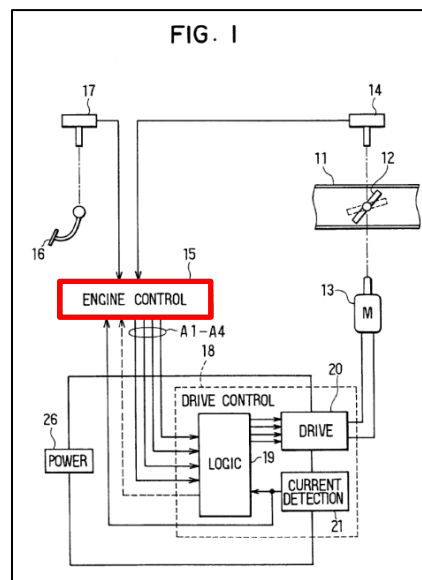 FIG. 1
17
14
11
12
16
15
ENGINE CONTROL
13
M
A1-A4
18
20
DRIVE CONTROL
26
DRIVE
POWER
LOGIC
19
CURRENT
DETECTION
21